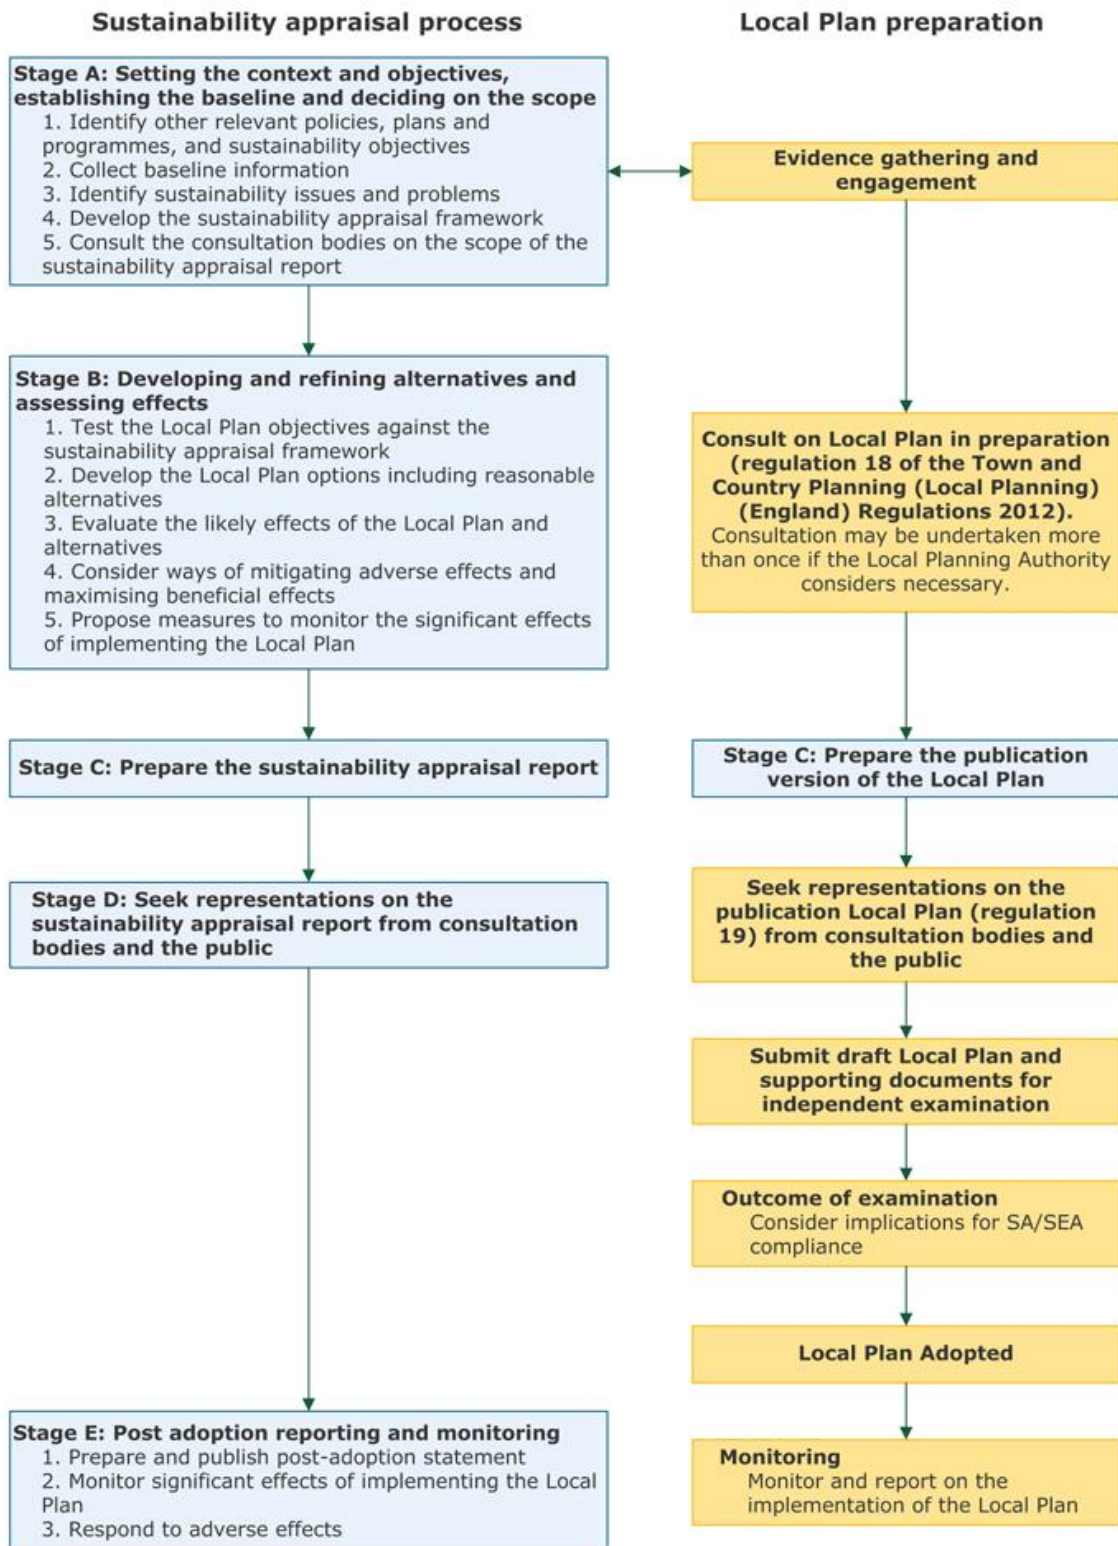 Sustainability appraisal process
Local Plan preparation
Stage A: Setting the context and objectives,
establishing the baseline and deciding on the scope
1. Identify other relevant policies, plans and
programmes, and sustainability objectives
2. Collect baseline information
3. Identify sustainability issues and problems
4. Develop the sustainability appraisal framework
5. Consult the consultation bodies on the scope of the
sustainability appraisal report
Evidence gathering and
engagement
Stage B: Developing and refining alternatives and
assessing effects
1. Test the Local Plan objectives against the
sustainability appraisal framework
2. Develop the Local Plan options including reasonable
alternatives
3. Evaluate the likely effects of the Local Plan and
alternatives
4. Consider ways of mitigating adverse effects and
maximising beneficial effects
5. Propose measures to monitor the significant effects
of implementing the Local Plan
Consult on Local Plan in preparation
(regulation 18 of the Town and
Country Planning (Local Planning)
(England) Regulations 2012).
Consultation may be undertaken more
than once if the Local Planning Authority
considers necessary.
Stage C: Prepare the sustainability appraisal report
Stage C: Prepare the publication
version of the Local Plan
Stage D: Seek representations on the
sustainability appraisal report from consultation
bodies and the public
Seek representations on the
publication Local Plan (regulation
19) from consultation bodies and
the public
Submit draft Local Plan and
supporting documents for
independent examination
Outcome of examination
Consider implications for SA/SEA
compliance
Local Plan Adopted
Stage E: Post adoption reporting and monitoring
1. Prepare and publish post-adoption statement
2. Monitor significant effects of implementing the Local
Plan
3. Respond to adverse effects
Monitoring
Monitor and report on the
implementation of the Local Plan